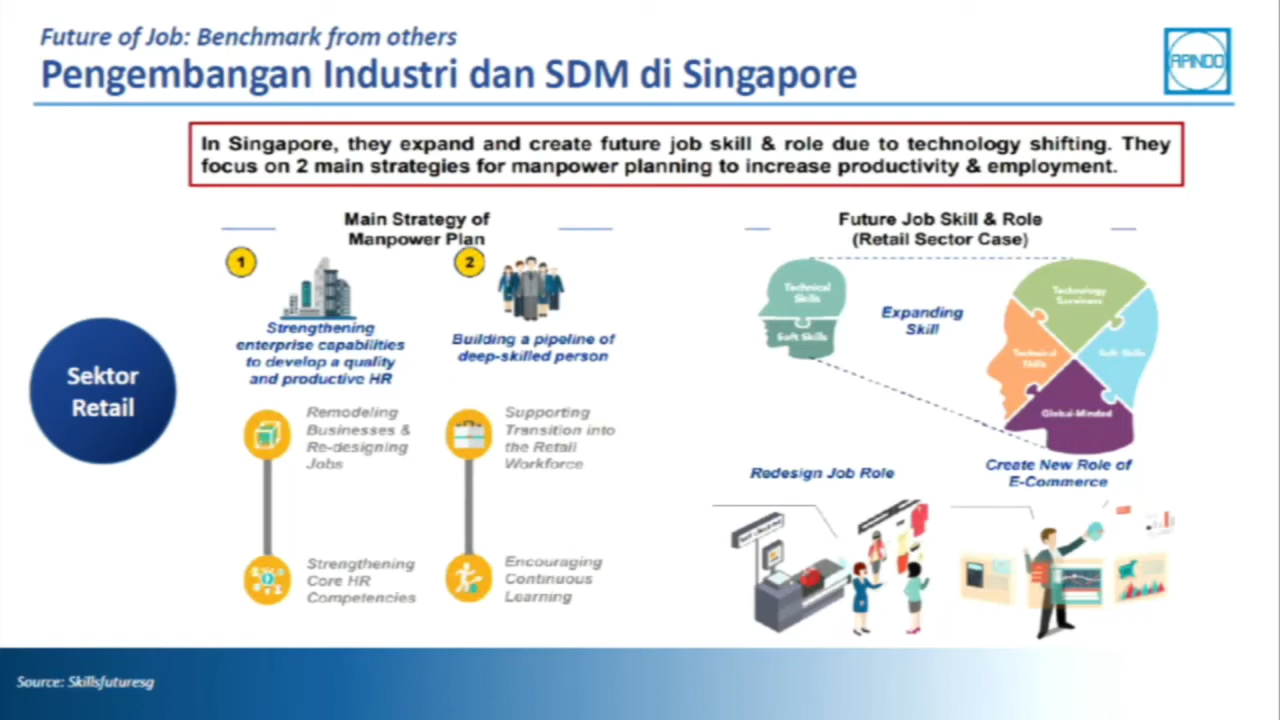 Future of Job: Benchmark from others
Pengembangan Industri dan SDM di Singapore
APINDO
In Singapore, they expand and create future job skill & role due to technology shifting. They
focus on 2 main strategies for manpower planning to increase productivity & employment.
Main Strategy of
Manpower Plan
1
Strengthening
enterprise capabilities
to develop a quality
and productive HR
2
Building a pipeline of
deep-skilled person
Sektor
Retail
Remodeling
Businesses &
Re-designing
Jobs
Supporting
Transition into
the Retail
Workforce
Strengthening
Core HR
Competencies
Encouraging
Continuous
Learning
Future Job Skill & Role
(Retail Sector Case)
Technical
Skills
Soft Skills
Expanding
Skill
Technology
Technical
Skills
Soft Skills
Global-Minded
Redesign Job Role
Create New Role of
E-Commerce
Source: Skillsfuturesg